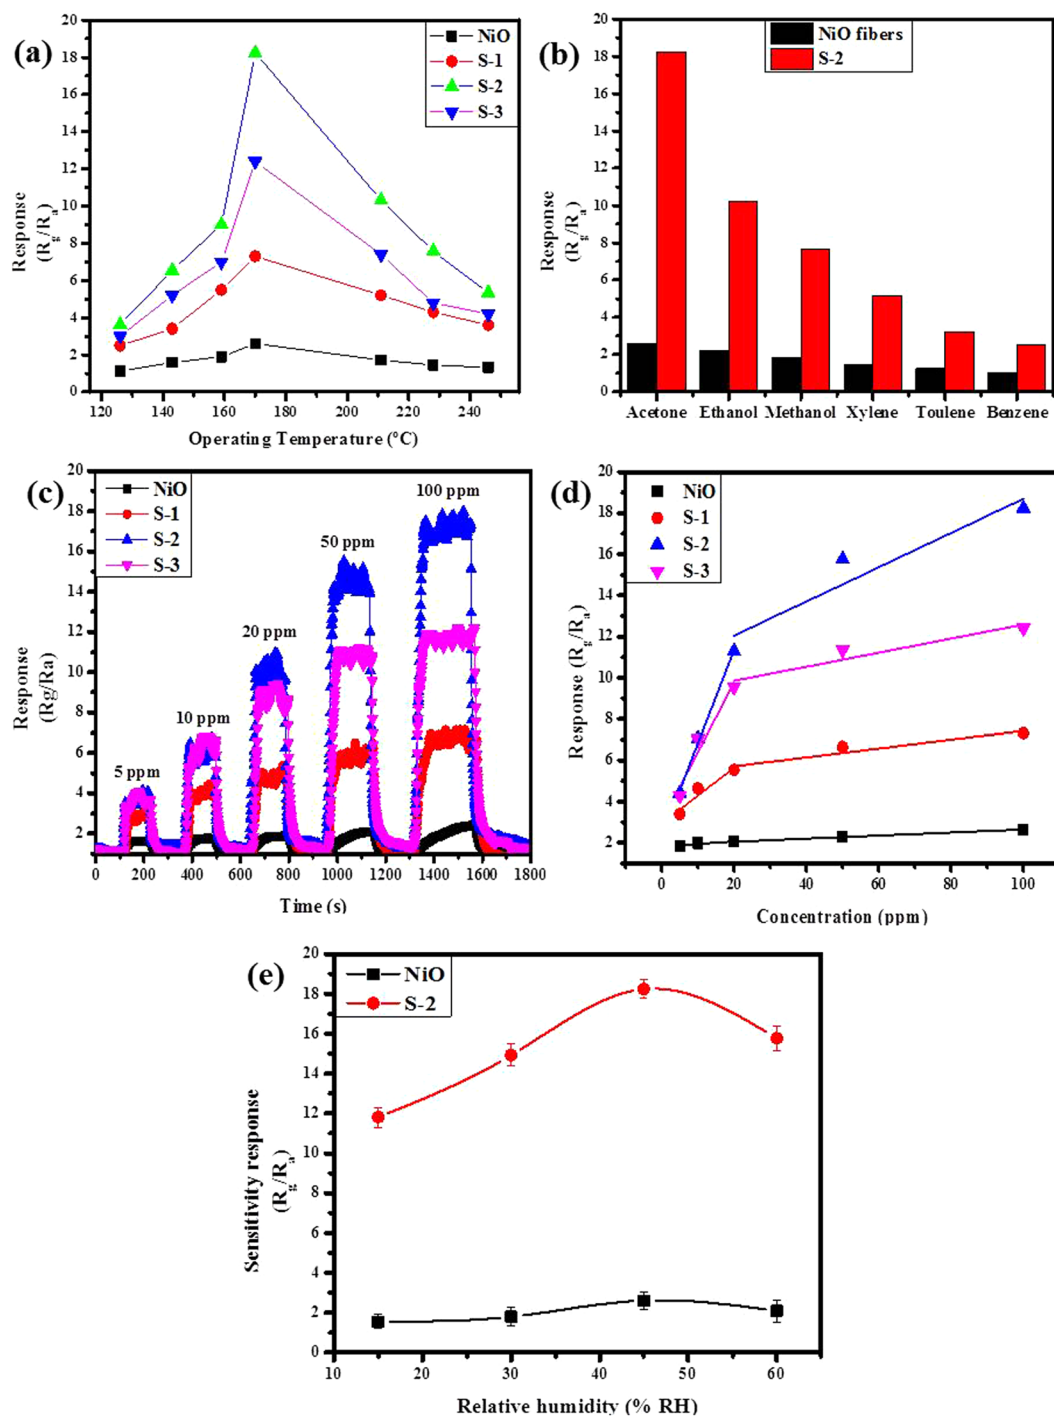 (a)
NiO
S-1
S-2
S-3
Response
(Rg/Ra)
20
18
16
14
12
10
8
6
4
2
0
120 140 160 180 200 220 240
Operating Temperature (°C)
(b)
NiO fibers
S-2
Response
(Rg/Ra)
20
18
16
14
12
10
8
6
4
2
0
Acetone Ethanol Methanol Xylene Toulene Benzene
(c)
NiO
S-1
S-2
S-3
5 ppm
10 ppm
20 ppm
50 ppm
100 ppm
Response
(Rg/Ra)
20
18
16
14
12
10
8
6
4
2
0 200 400 600 800 1000 1200 1400 1600 1800
Time (s)
(d)
NiO
S-1
S-2
S-3
Response (Rg/Ra)
20
18
16
14
12
10
8
6
4
2
0 20 40 60 80 100
Concentration (ppm)
(e)
NiO
S-2
Sensitivity response
(Rg/Ra)
20
18
16
14
12
10
8
6
4
2
0
10 20 30 40 50 60
Relative humidity (% RH)